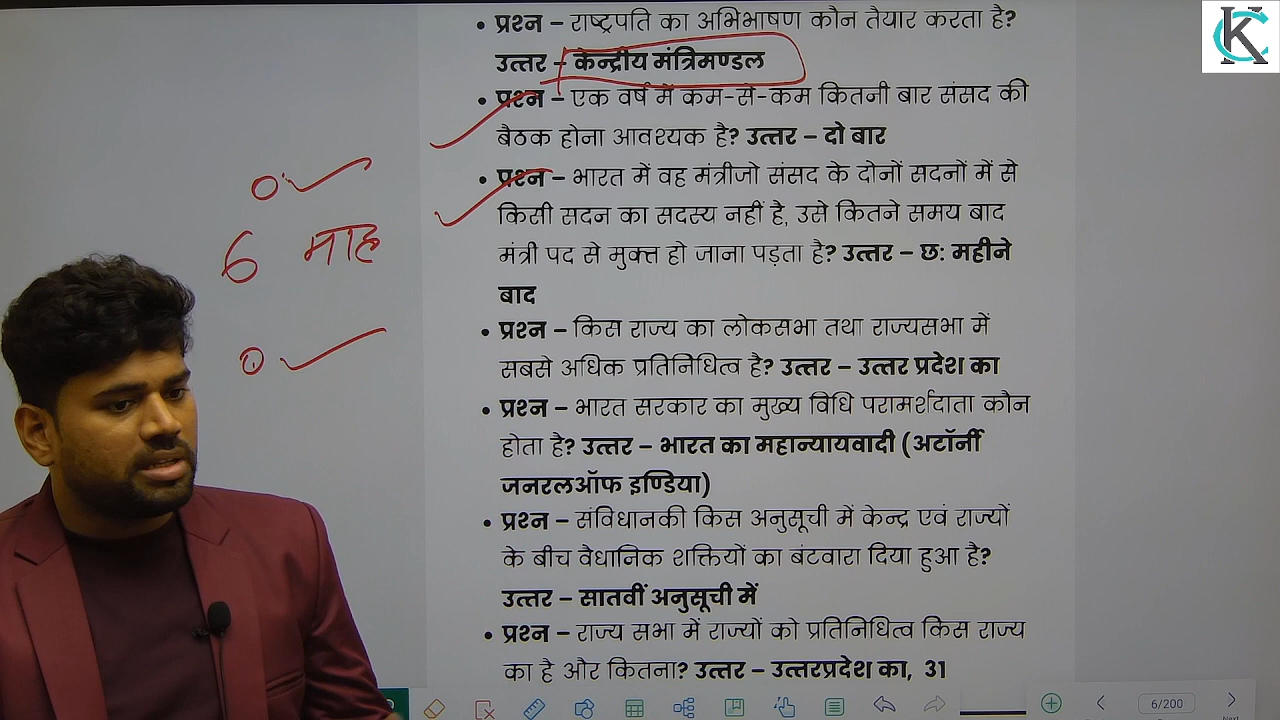 • प्रश्न – राष्ट्रपति का अभिभाषण कौन तैयार करता है?
उत्तर – केन्द्रीय मंत्रिमण्डल
• प्रश्न – एक वर्ष में कम-से-कम कितनी बार संसद की
बैठक होना आवश्यक है? उत्तर – दो बार
• प्रश्न – भारत में वह मंत्रीजो संसद के दोनों सदनों में से
किसी सदन का सदस्य नहीं है, उसे कितने समय बाद
मंत्री पद से मुक्त हो जाना पड़ता है? उत्तर – छः महीने
बाद
• प्रश्न – किस राज्य का लोकसभा तथा राज्यसभा में
सबसे अधिक प्रतिनिधित्व है? उत्तर – उत्तर प्रदेश का
• प्रश्न – भारत सरकार का मुख्य विधि परामर्शदाता कौन
होता है? उत्तर – भारत का महान्यायवादी (अटॉर्नी
जनरलऑफ इण्डिया)
• प्रश्न – संविधानकी किस अनुसूची में केन्द्र एवं राज्यों
के बीच वैधानिक शक्तियों का बंटवारा दिया हुआ है?
उत्तर – सातवीं अनुसूची में
• प्रश्न – राज्य सभा में राज्यों को प्रतिनिधित्व किस राज्य
का है और कितना? उत्तर – उत्तरप्रदेश का, 31
6 माह
KC
6/200
Next